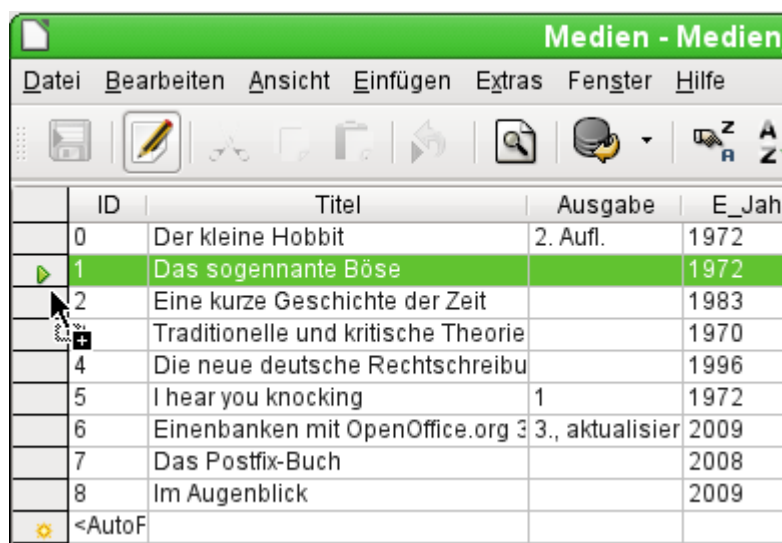 Medien - Medien
Datei Bearbeiten Ansicht Einfügen Extras Fenster Hilfe
Z A
A Z
ID Titel Ausgabe E_Jah
0 Der kleine Hobbit 2. Aufl. 1972
1 Das sogennante Böse 1972
2 Eine kurze Geschichte der Zeit 1983
Traditionelle und kritische Theorie 1970
4 Die neue deutsche Rechtschreibu 1996
5 I hear you knocking 1 1972
6 Einenbanken mit OpenOffice.org 3 3., aktualisier 2009
7 Das Postfix-Buch 2008
8 Im Augenblick 2009
<AutoF